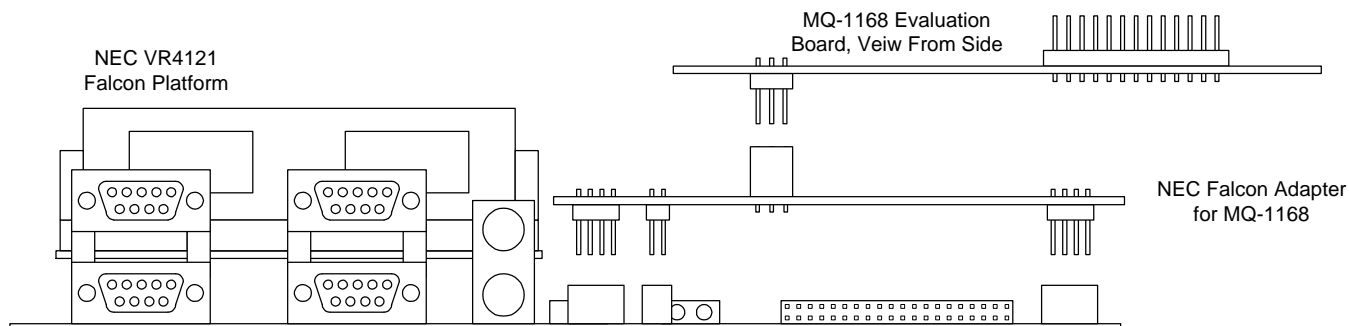 MQ-1168 Evaluation
Board, Veiw From Side
NEC VR4121
Falcon Platform
NEC Falcon Adapter
for MQ-1168